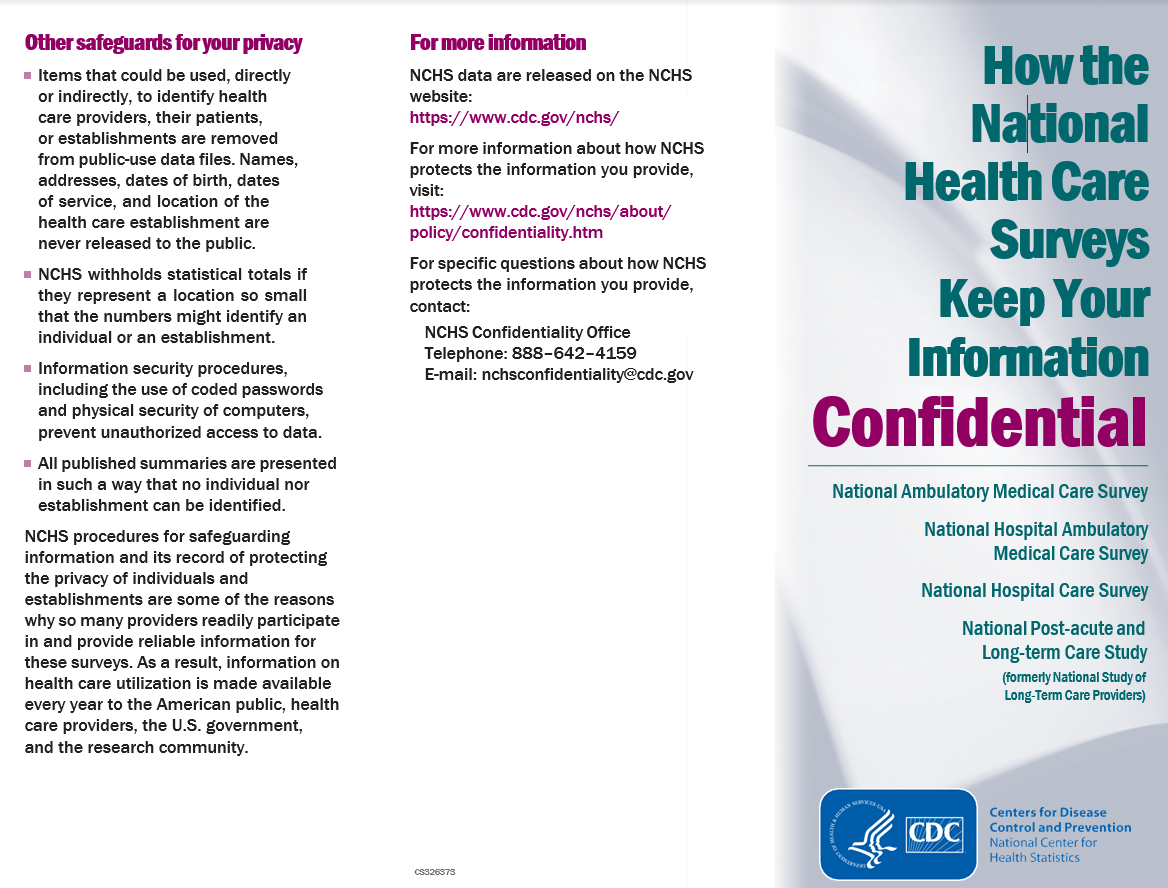 Other safeguards for your privacy
Items that could be used, directly
or indirectly, to identify health
care providers, their patients,
or establishments are removed
from public-use data files. Names,
addresses, dates of birth, dates
of service, and location of the
health care establishment are
never released to the public.
NCHS withholds statistical totals if
they represent a location so small
that the numbers might identify an
individual or an establishment.
Information security procedures,
including the use of coded passwords
and physical security of computers,
prevent unauthorized access to data.
All published summaries are presented
in such a way that no individual nor
establishment can be identified.
NCHS procedures for safeguarding
information and its record of protecting
the privacy of individuals and
establishments are some of the reasons
why so many providers readily participate
in and provide reliable information for
these surveys. As a result, information on
health care utilization is made available
every year to the American public, health
care providers, the U.S. government,
and the research community.
For more information
NCHS data are released on the NCHS
website:
https://www.cdc.gov/nchs/
For more information about how NCHS
protects the information you provide,
visit:
https://www.cdc.gov/nchs/about/
policy/confidentiality.htm
For specific questions about how NCHS
protects the information you provide,
contact:
NCHS Confidentiality Office
Telephone: 888–642–4159
E-mail: nchsconfidentiality@cdc.gov
CS326373
How the
National
Health Care
Surveys
Keep Your
Information
Confidential
National Ambulatory Medical Care Survey
National Hospital Ambulatory
Medical Care Survey
National Hospital Care Survey
National Post-acute and
Long-term Care Study
(formerly National Study of
Long-Term Care Providers)
DEPARTMENT OF HEALTH & HUMAN SERVICES · USA
CDC
Centers for Disease
Control and Prevention
National Center for
Health Statistics